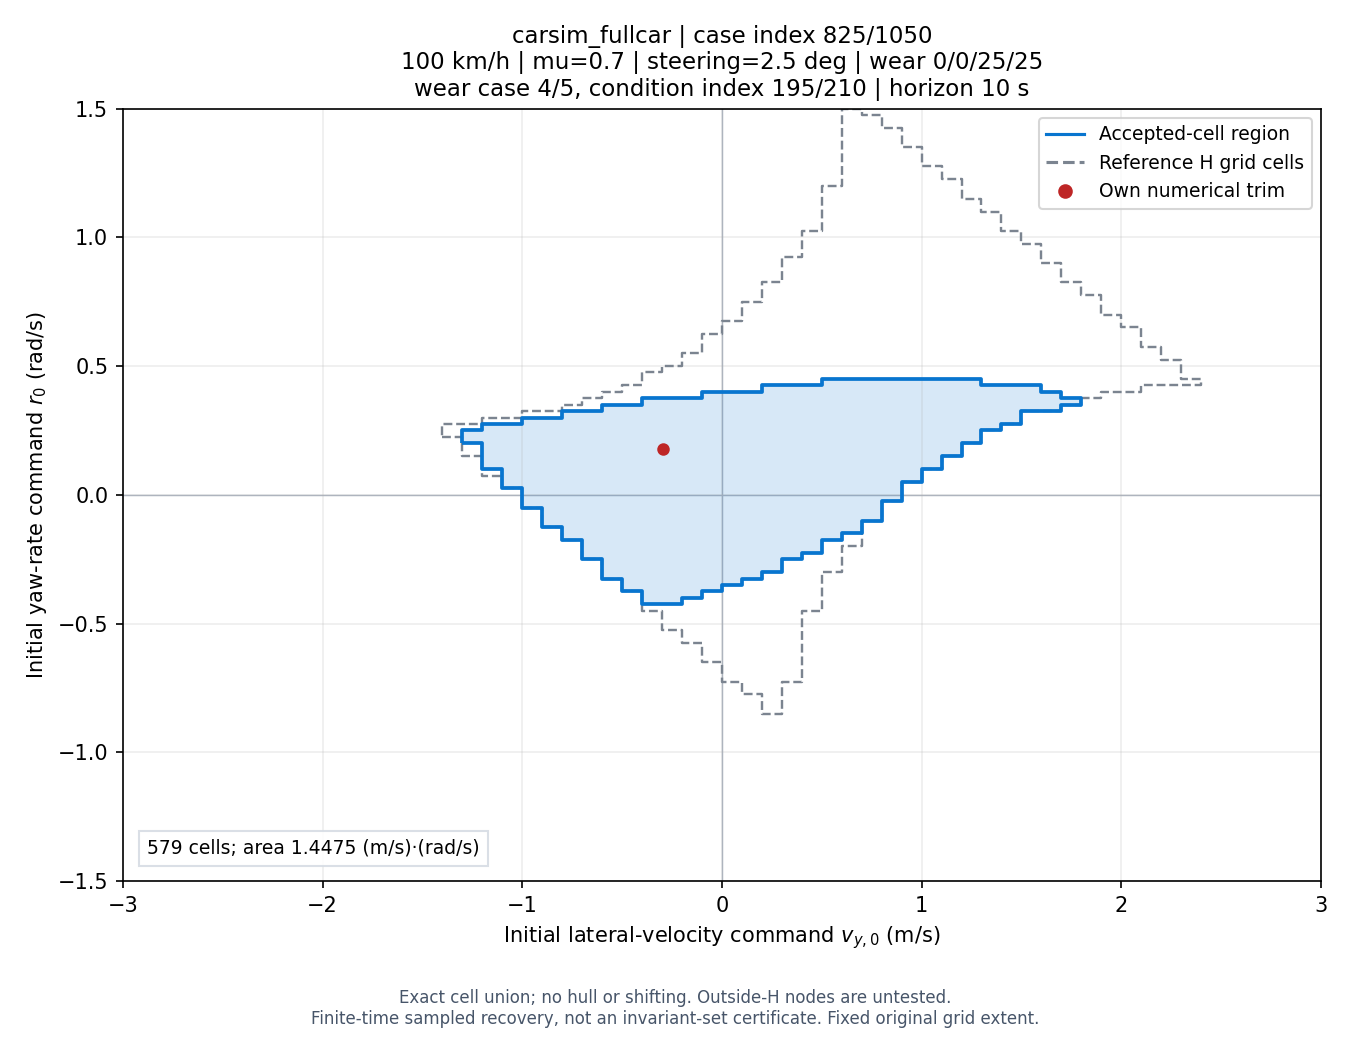 carsim_fullcar | case index 825/1050
100 km/h | mu=0.7 | steering=2.5 deg | wear 0/0/25/25
wear case 4/5, condition index 195/210 | horizon 10 s
Accepted-cell region
Reference H grid cells
Own numerical trim
1.5
1.0
0.5
0.0
−0.5
−1.0
−1.5
Initial yaw-rate command r0 (rad/s)
579 cells; area 1.4475 (m/s)·(rad/s)
−3
−2
−1
0
1
2
3
Initial lateral-velocity command vy,0 (m/s)
Exact cell union; no hull or shifting. Outside-H nodes are untested.
Finite-time sampled recovery, not an invariant-set certificate. Fixed original grid extent.